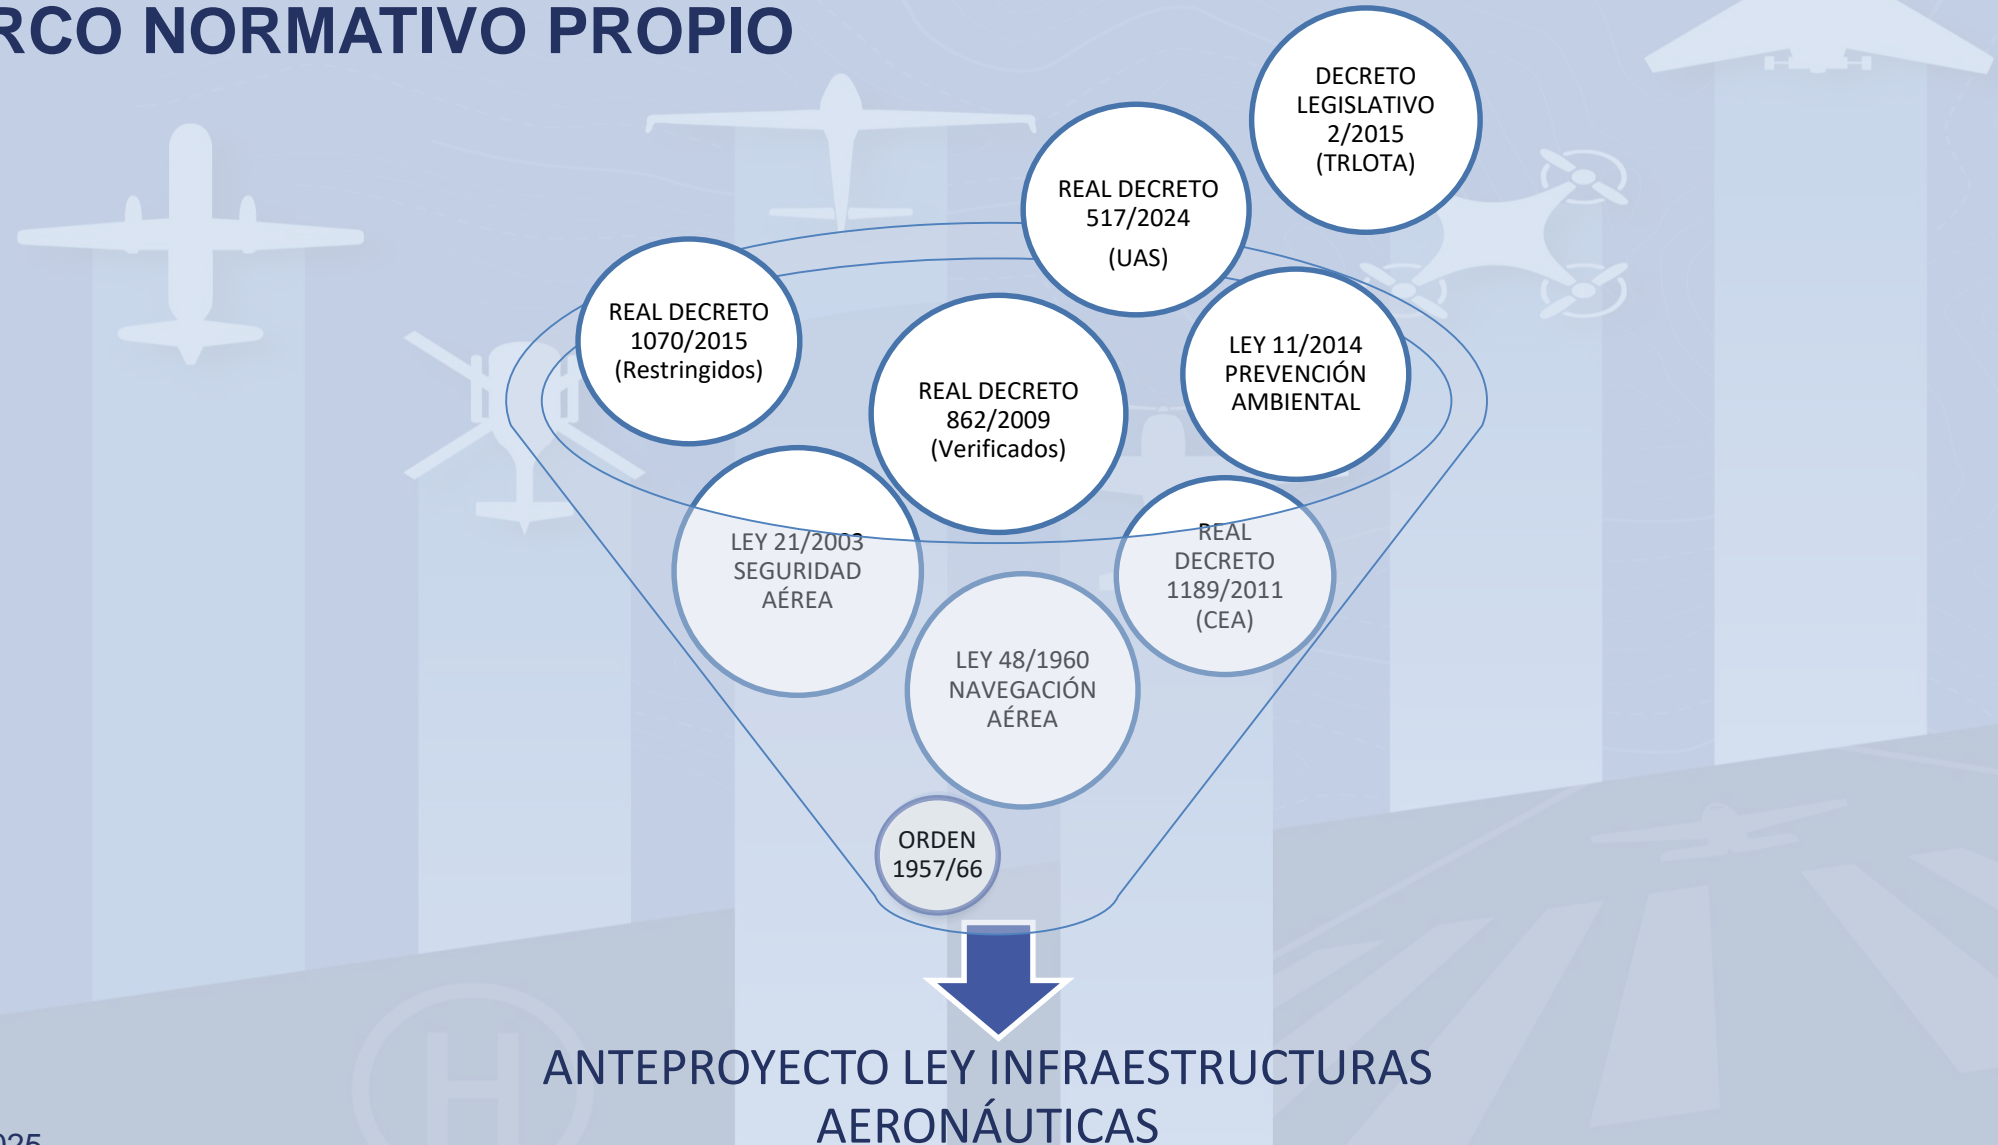 RCO NORMATIVO PROPIO
DECRETO
LEGISLATIVO
2/2015
(TRLOTA)
REAL DECRETO
517/2024
(UAS)
REAL DECRETO
1070/2015
(Restringidos)
REAL DECRETO
862/2009
(Verificados)
LEY 11/2014
PREVENCIÓN
AMBIENTAL
LEY 21/2003
SEGURIDAD
AÉREA
REAL
DECRETO
1189/2011
(CEA)
LEY 48/1960
NAVEGACIÓN
AÉREA
ORDEN
1957/66
ANTEPROYECTO LEY INFRAESTRUCTURAS
AERONÁUTICAS
H